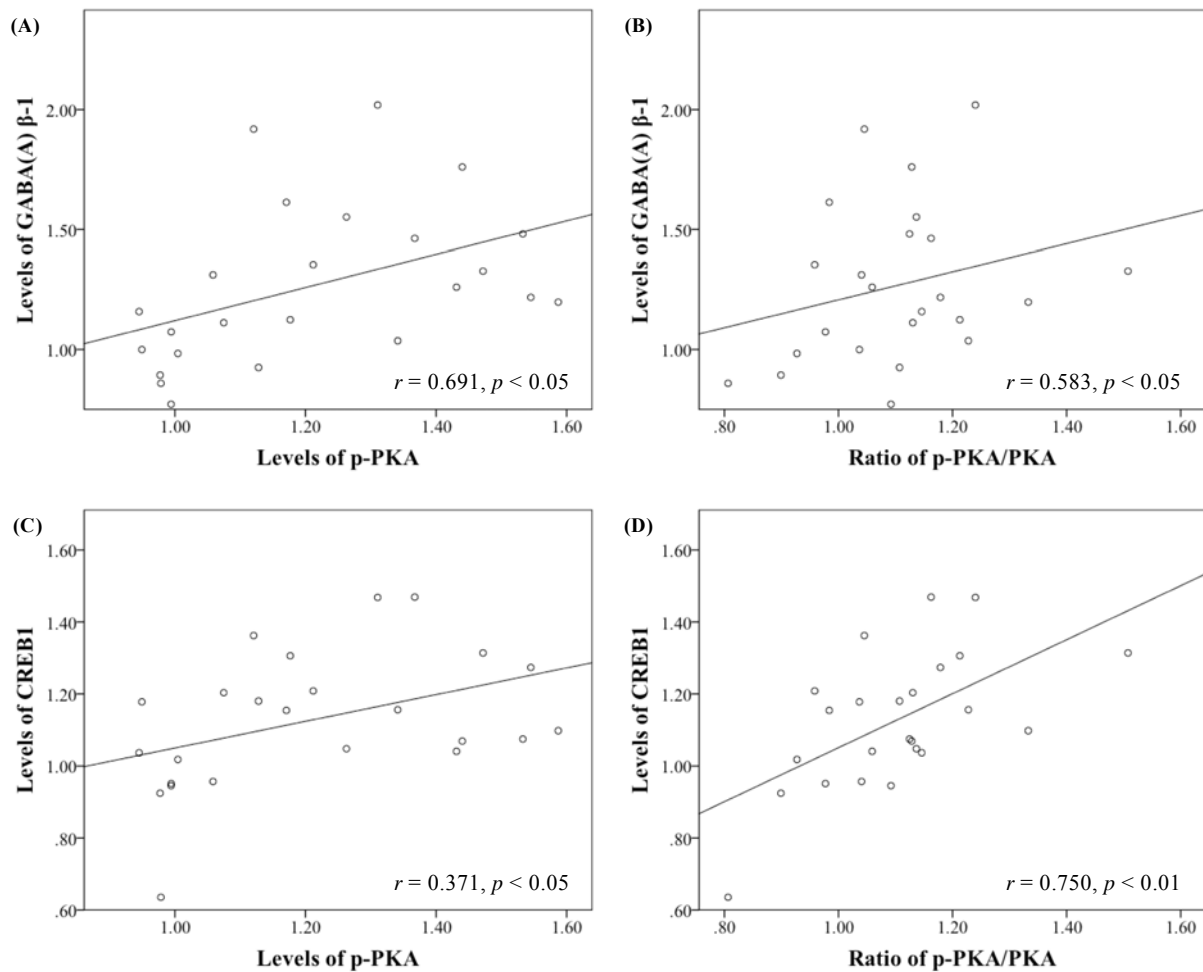 (A)
Levels of GABA(A) β-1
2.00
1.50
1.00
1.00
1.20
1.40
1.60
r = 0.691, p < 0.05
Levels of p-PKA
(B)
Levels of GABA(A) β-1
2.00
1.50
1.00
.80
1.00
1.20
1.40
1.60
r = 0.583, p < 0.05
Ratio of p-PKA/PKA
(C)
Levels of CREB1
1.60
1.40
1.20
1.00
.80
.60
1.00
1.20
1.40
1.60
r = 0.371, p < 0.05
Levels of p-PKA
(D)
Levels of CREB1
1.60
1.40
1.20
1.00
.80
.60
.80
1.00
1.20
1.40
1.60
r = 0.750, p < 0.01
Ratio of p-PKA/PKA